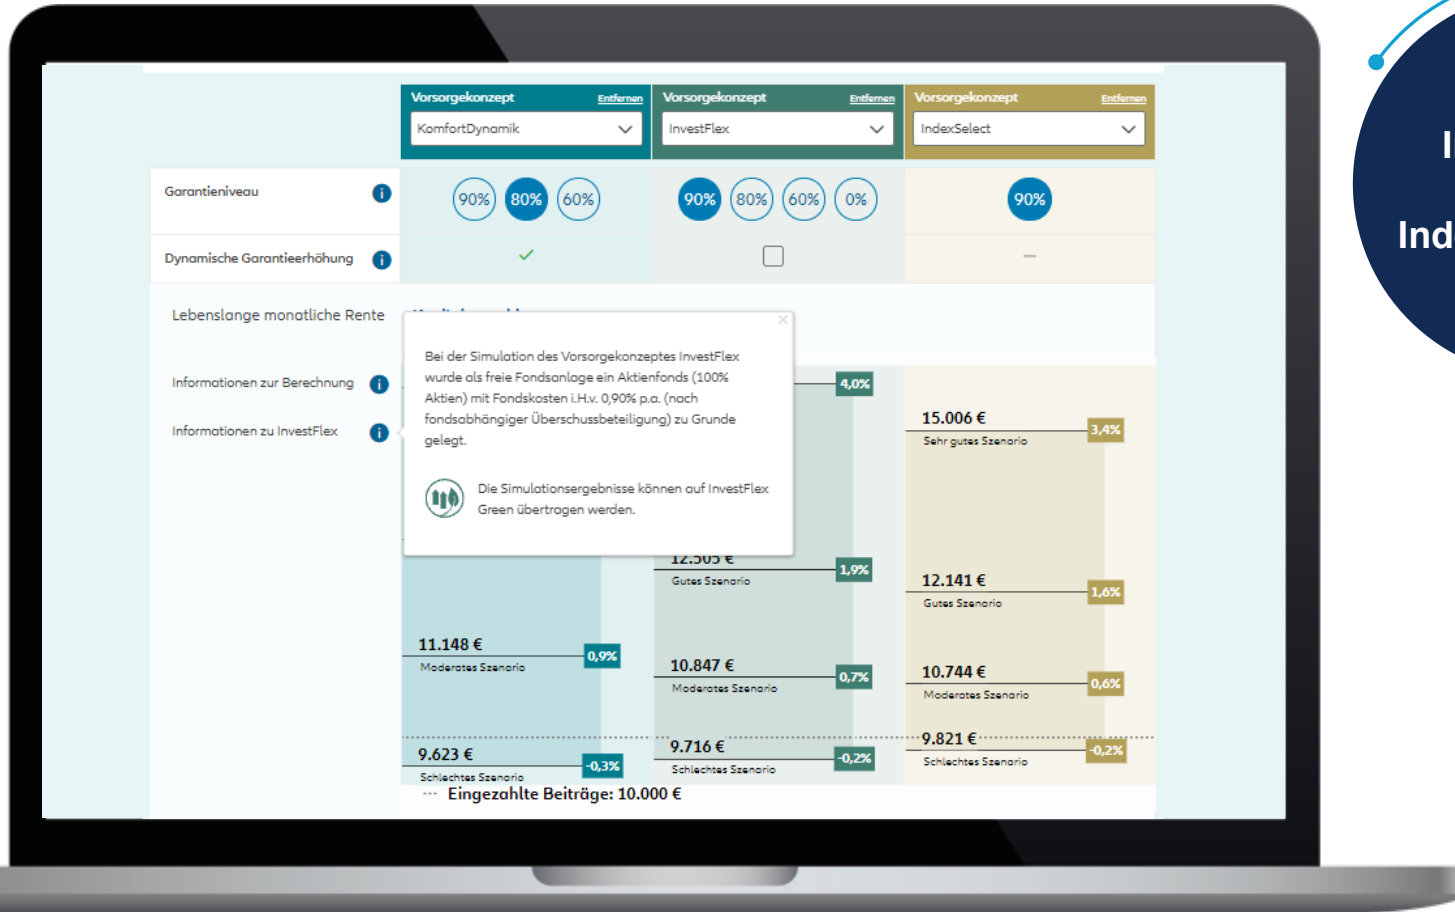 Vorsorgekonzept Entfernen
KomfortDynamik
Vorsorgekonzept Entfernen
InvestFlex
Vorsorgekonzept Entfernen
IndexSelect
Garantieniveau
90% 80% 60%
90% 80% 60% 0%
90%
Dynamische Garantieerhöhung
Lebenslange monatliche Rente
Informationen zur Berechnung
Informationen zu InvestFlex
Bei der Simulation des Vorsorgekonzeptes InvestFlex
wurde als freie Fondsanlage ein Aktienfonds (100%
Aktien) mit Fondskosten i.H.v. 0,90% p.a. (nach
fondsabhängiger Überschussbeteiligung) zu Grunde
gelegt.
Die Simulationsergebnisse können auf InvestFlex
Green übertragen werden.
11.148 €
0,9%
Moderates Szenario
9.623 €
-0,3%
Schlechtes Szenario
4,0%
12.505 €
1,9%
Gutes Szenario
10.847 €
0,7%
Moderates Szenario
9.716 €
-0,2%
Schlechtes Szenario
15.006 €
3,4%
Sehr gutes Szenario
12.141 €
1,6%
Gutes Szenario
10.744 €
0,6%
Moderates Szenario
9.821 €
-0,2%
Schlechtes Szenario
Eingezahlte Beiträge: 10.000 €